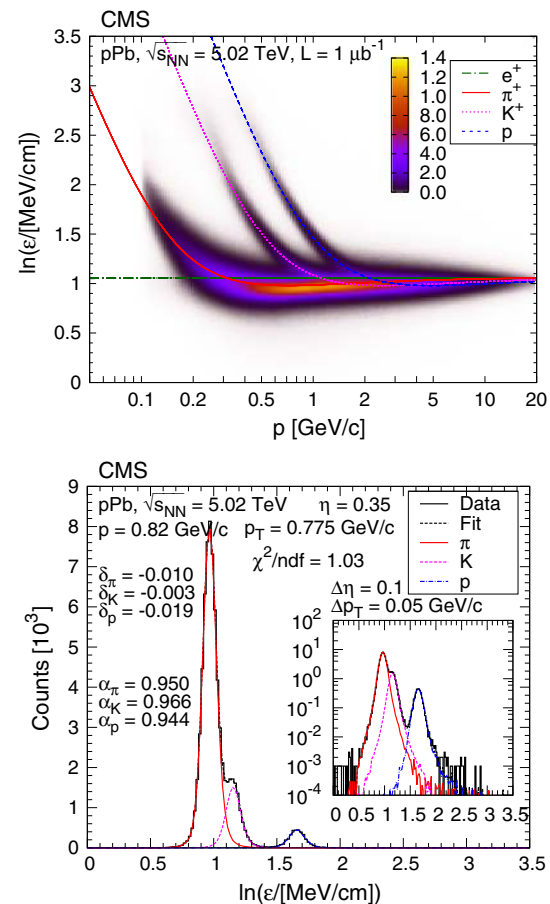 CMS
pPb, √sNN = 5.02 TeV, L = 1 μb⁻¹
e⁺
π⁺
K⁺
p
1.4
1.2
1.0
8.0
6.0
4.0
2.0
0.0
3.5
3
2.5
2
1.5
1
0.5
0
ln(ε/[MeV/cm])
0.1 0.2 0.5 1 2 5 10 20
p [GeV/c]
CMS
pPb, √sNN = 5.02 TeV η = 0.35
p = 0.82 GeV/c pT = 0.775 GeV/c
χ²/ndf = 1.03
Data
Fit
π
K
p
δπ = -0.010
δK = -0.003
δp = -0.019
απ = 0.950
αK = 0.966
αp = 0.944
Δη = 0.1
ΔpT = 0.05 GeV/c
10²
10¹
10⁰
10⁻¹
10⁻²
10⁻³
10⁻⁴
0 0.5 1 1.5 2 2.5 3 3.5
9
8
7
6
5
4
3
2
1
0
Counts [10³]
0 0.5 1 1.5 2 2.5 3 3.5
ln(ε/[MeV/cm])